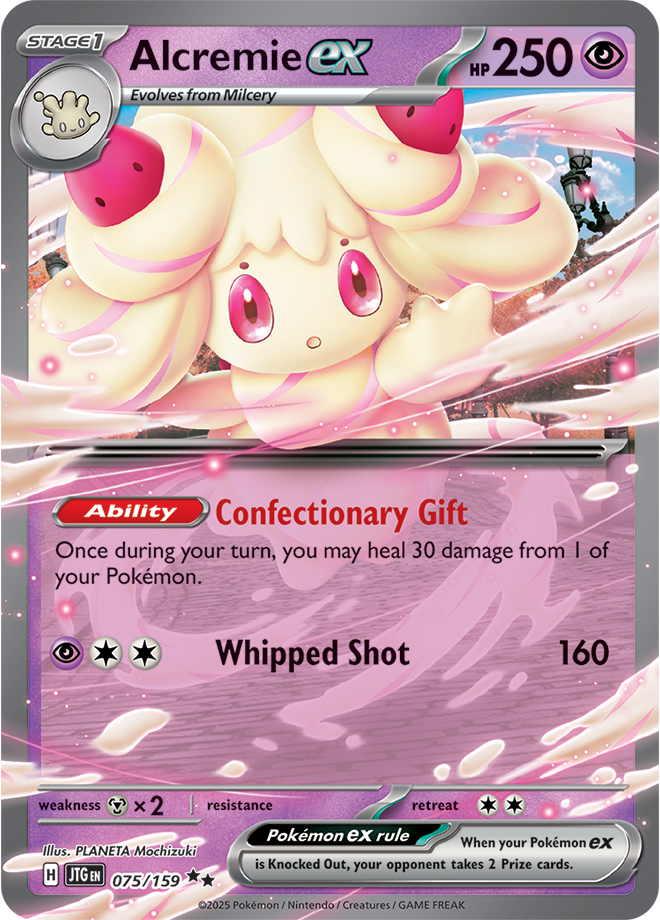 STAGE1
Alcremie ex
HP 250
Evolves from Milcery
Ability Confectionary Gift
Once during your turn, you may heal 30 damage from 1 of
your Pokémon.
Whipped Shot 160
weakness ×2 resistance retreat
Illus. PLANETA Mochizuki
Pokémon ex rule When your Pokémon ex
is Knocked Out, your opponent takes 2 Prize cards.
H JTG EN 075/159 ★★
©2025 Pokémon / Nintendo / Creatures / GAME FREAK